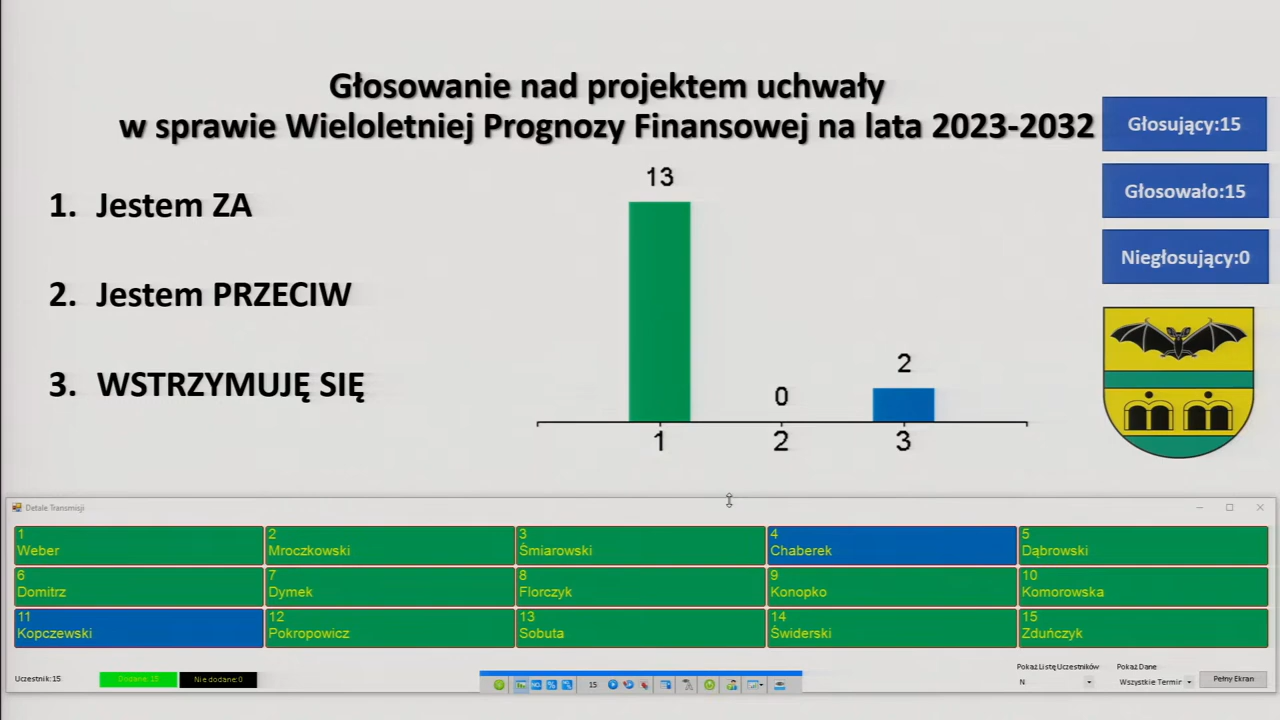 Głosowanie nad projektem uchwały
w sprawie Wieloletniej Prognozy Finansowej na lata 2023-2032
Głosujący:15
Głosowało:15
Niegłosujący:0
1. Jestem ZA
2. Jestem PRZECIW
3. WSTRZYMUJĘ SIĘ
13
0
2
1 2 3
Detale Transmisji
1 Weber
2 Mroczkowski
3 Śmiarowski
4 Chaberek
5 Dąbrowski
6 Domitrz
7 Dymek
8 Florczyk
9 Konopko
10 Komorowska
11 Kopczewski
12 Pokropowicz
13 Sobuta
14 Świderski
15 Zduńczyk
Uczestnik:15
Dodane:15
Nie dodane:0
15
Pokaż Listę Uczestników
N
Pokaż Dane
Wszystkie Termir
Pełny Ekran